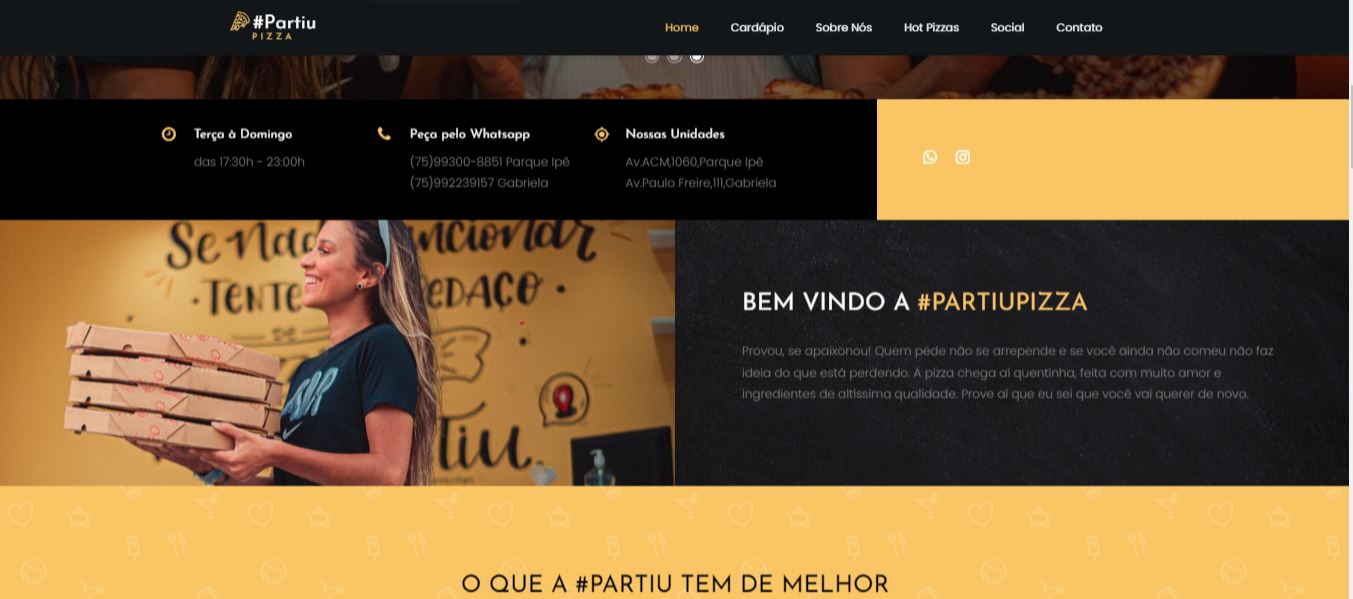 #Partiu
PIZZA
Home Cardápio Sobre Nós Hot Pizzas Social Contato
Terça à Domingo
das 17:30h - 23:00h
Peça pelo Whatsapp
(75)99300-8851 Parque Ipê
(75)992239157 Gabriela
Nossas Unidades
Av.ACM,1060,Parque Ipê
Av.Paulo Freire,111,Gabriela
Se
TENTE
DE
BEM VINDO A #PARTIUPIZZA
Provou, se apaixonou! Quem pede não se arrepende e se você ainda não comeu não faz
ideia do que está perdendo. A pizza chega aí quentinha, feita com muito amor e
ingredientes de altíssima qualidade. Prove aí que eu sei que você vai querer de novo.
O QUE A #PARTIU TEM DE MELHOR